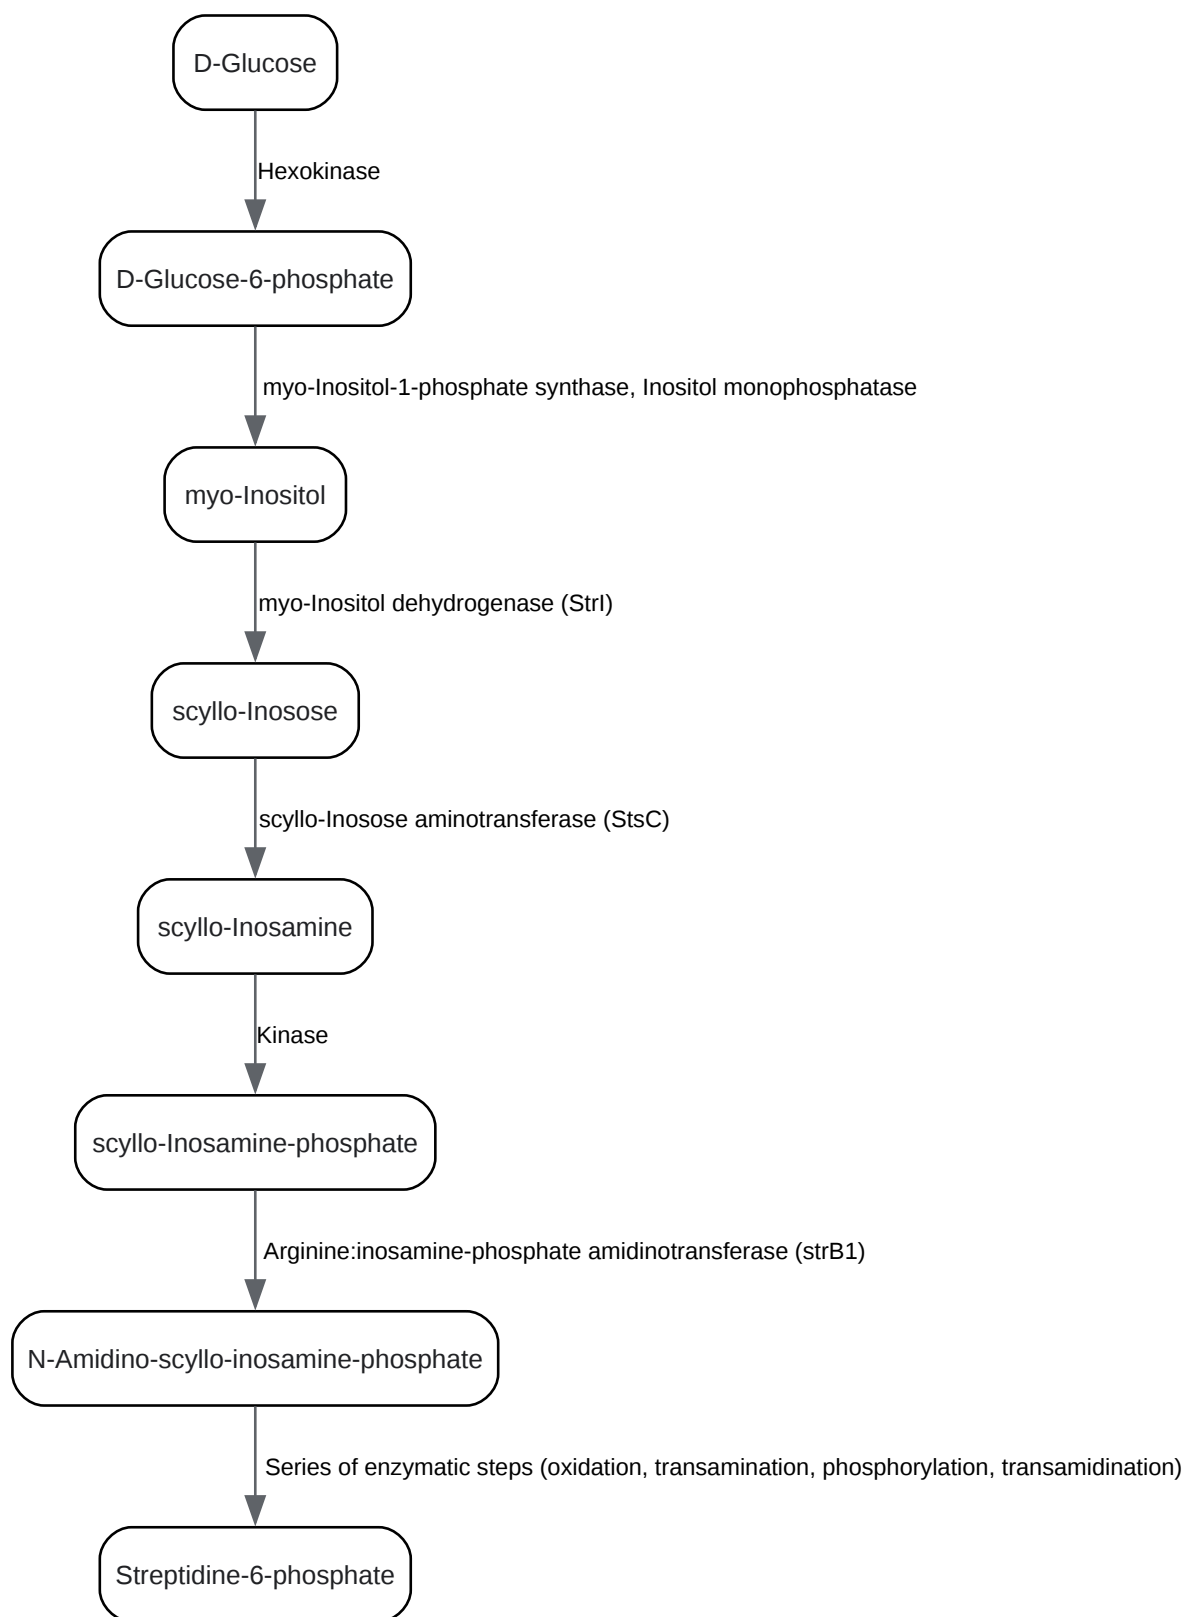 D-Glucose
Hexokinase
D-Glucose-6-phosphate
myo-Inositol-1-phosphate synthase, Inositol monophosphatase
myo-Inositol
myo-Inositol dehydrogenase (StrI)
scyllo-Inosose
scyllo-Inosose aminotransferase (StsC)
scyllo-Inosamine
Kinase
scyllo-Inosamine-phosphate
Arginine:inosamine-phosphate amidinotransferase (strB1)
N-Amidino-scyllo-inosamine-phosphate
Series of enzymatic steps (oxidation, transamination, phosphorylation, transamidination)
Streptidine-6-phosphate